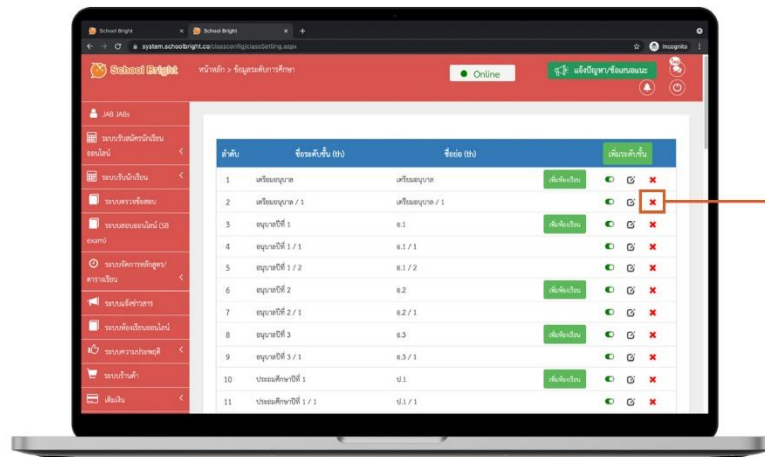 School Bright
School Bright
system.schoolbright.co/classconfig/classSetting.aspx
Incognito
School Bright
หน้าหลัก > ข้อมูลระดับการศึกษา
Online
แจ้งปัญหา/ข้อเสนอแนะ
JAB JABs
ระบบรับสมัครนักเรียน
ออนไลน์
ระบบรับนักเรียน
ระบบตรวจข้อสอบ
ระบบสอบออนไลน์ (SB
exam)
ระบบจัดการหลักสูตร/
ตารางเรียน
ระบบแจ้งข่าวสาร
ระบบห้องเรียนออนไลน์
ระบบความประพฤติ
ระบบร้านค้า
เติมเงิน
ลำดับ ชื่อระดับชั้น (th) ชื่อย่อ (th) เพิ่มระดับชั้น
1 เตรียมอนุบาล เตรียมอนุบาล เพิ่มห้องเรียน
2 เตรียมอนุบาล / 1 เตรียมอนุบาล / 1
3 อนุบาลปีที่ 1 อ.1 เพิ่มห้องเรียน
4 อนุบาลปีที่ 1 / 1 อ.1 / 1
5 อนุบาลปีที่ 1 / 2 อ.1 / 2
6 อนุบาลปีที่ 2 อ.2 เพิ่มห้องเรียน
7 อนุบาลปีที่ 2 / 1 อ.2 / 1
8 อนุบาลปีที่ 3 อ.3 เพิ่มห้องเรียน
9 อนุบาลปีที่ 3 / 1 อ.3 / 1
10 ประถมศึกษาปีที่ 1 ป.1 เพิ่มห้องเรียน
11 ประถมศึกษาปีที่ 1 / 1 ป.1 / 1